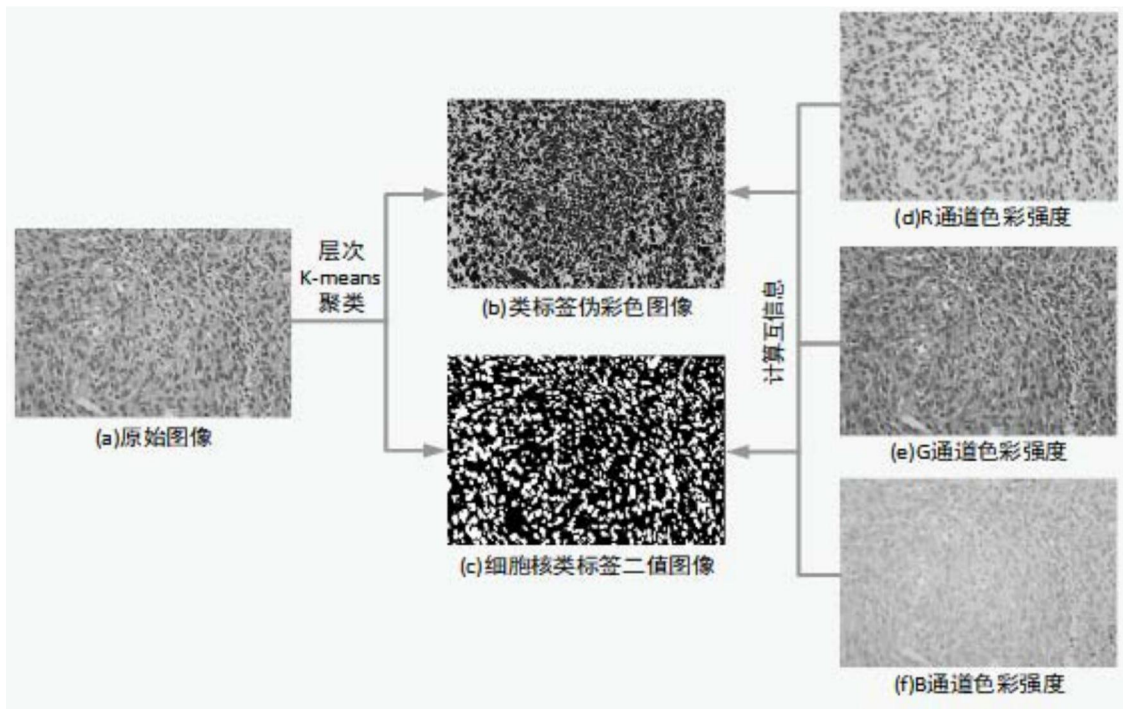 (a)原始图像
层次
K-means
聚类
(b)类标签伪彩色图像
(c)细胞核类标签二值图像
计算互信息
(d)R通道色彩强度
(e)G通道色彩强度
(f)B通道色彩强度